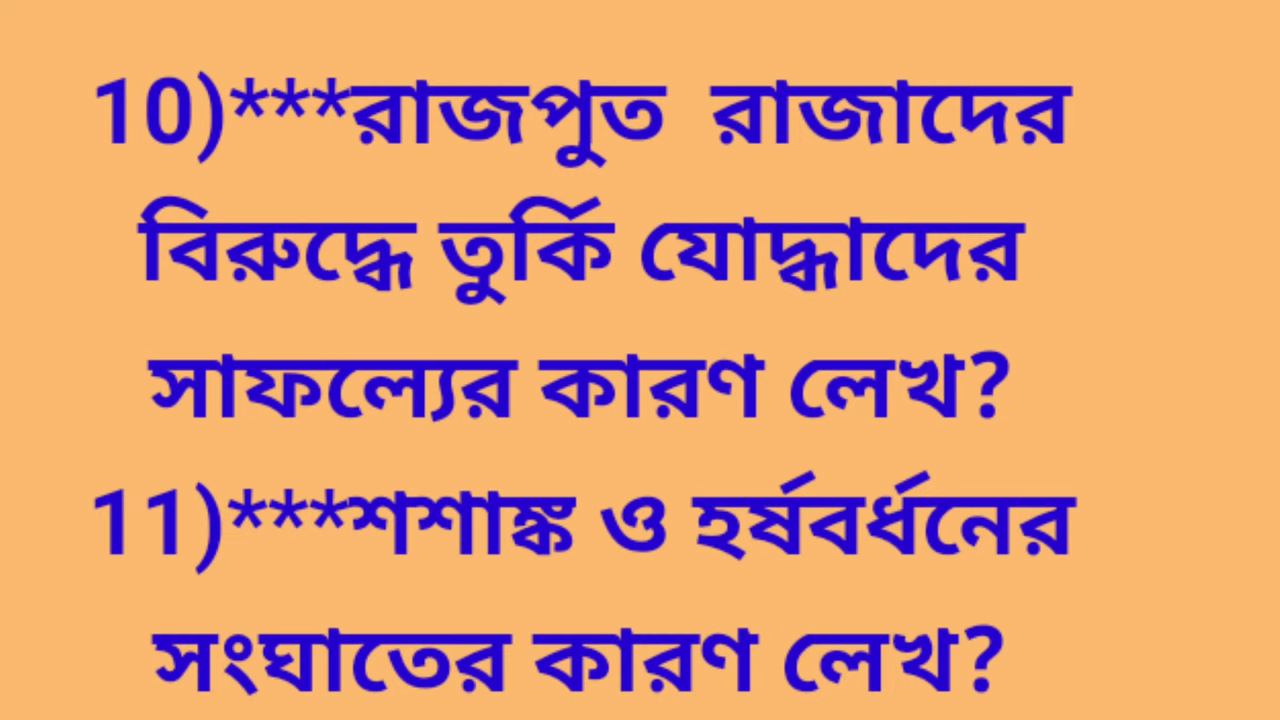 10)***রাজপুত রাজাদের
বিরুদ্ধে তুর্কি যোদ্ধাদের
সাফল্যের কারণ লেখ?
11)***শশাঙ্ক ও হর্ষবর্ধনের
সংঘাতের কারণ লেখ?